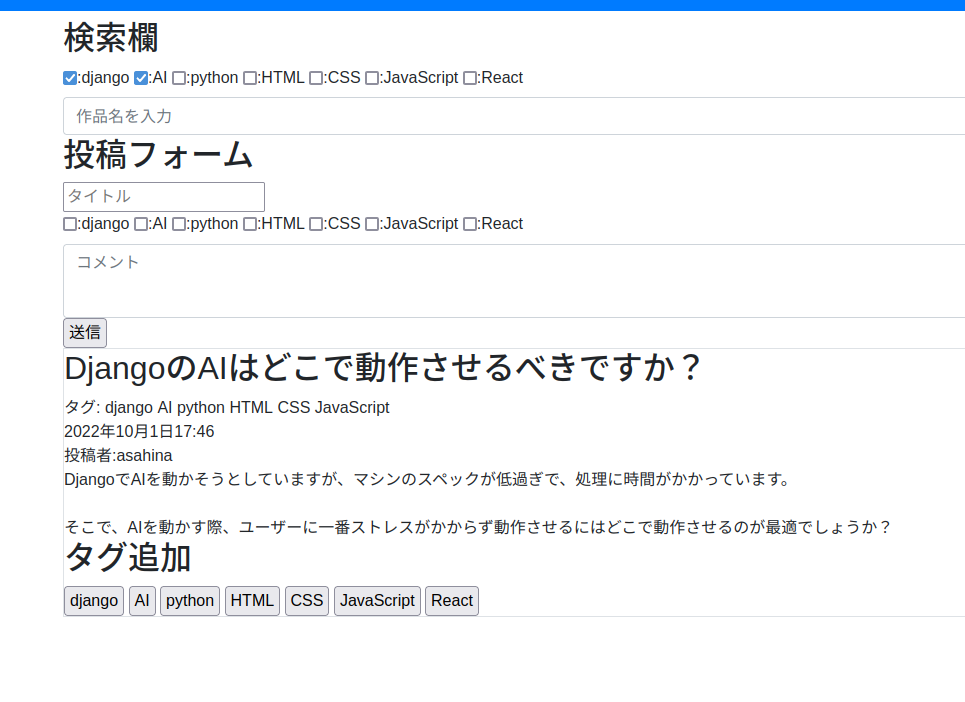 検索欄
:django :AI :python :HTML :CSS :JavaScript :React
作品名を入力
投稿フォーム
タイトル
:django :AI :python :HTML :CSS :JavaScript :React
コメント
送信
DjangoのAIはどこで動作させるべきですか？
タグ: django AI python HTML CSS JavaScript
2022年10月1日17:46
投稿者:asahina
DjangoでAIを動かそうとしていますが、マシンのスペックが低過ぎで、処理に時間がかかっています。
そこで、AIを動かす際、ユーザーに一番ストレスがかからず動作させるにはどこで動作させるのが最適でしょうか？
タグ追加
django AI python HTML CSS JavaScript React